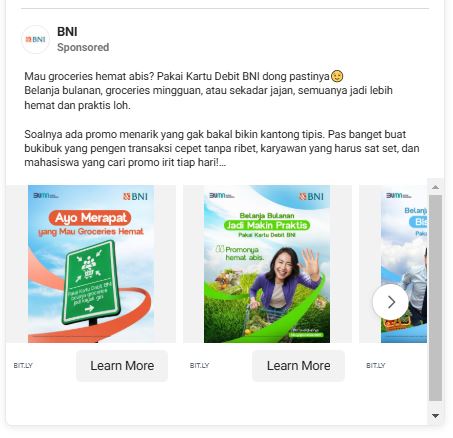 BNI
BNI
Sponsored
Mau groceries hemat abis? Pakai Kartu Debit BNI dong pastinya😉
Belanja bulanan, groceries mingguan, atau sekadar jajan, semuanya jadi lebih
hemat dan praktis loh.
Soalnya ada promo menarik yang gak bakal bikin kantong tipis. Pas banget buat
bukibuk yang pengen transaksi cepet tanpa ribet, karyawan yang harus sat set, dan
mahasiswa yang cari promo irit tiap hari!...
BUMN
BNI
Ayo Merapat
yang Mau Groceries Hemat
Pakai Kartu Debit BNI
BUMN
BNI
Belanja Bulanan
Jadi Makin Praktis
Pakai Kartu Debit BNI
Promonya
hemat abis.
BUMN
BIT.LY
Learn More
BIT.LY
Learn More
BIT.LY